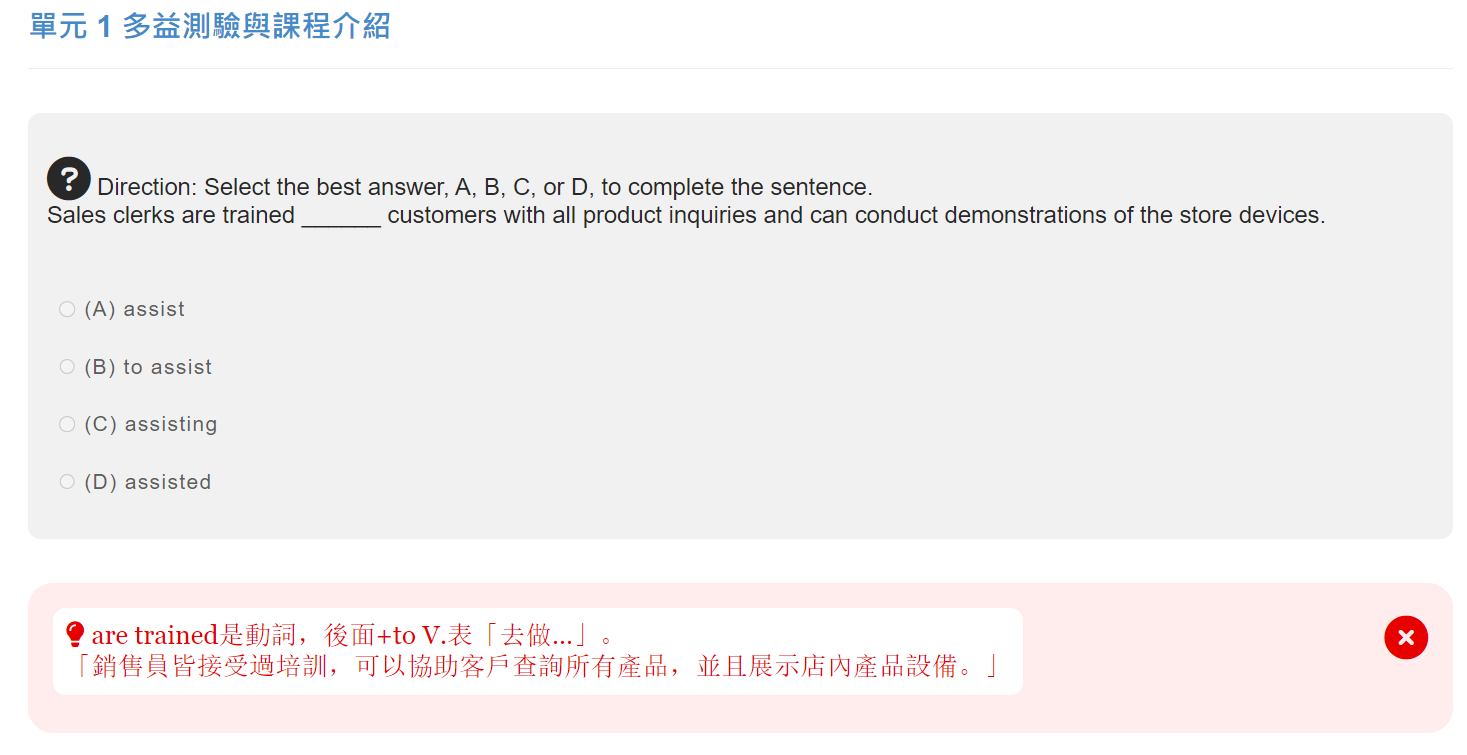 單元 1 多益測驗與課程介紹
Direction: Select the best answer, A, B, C, or D, to complete the sentence.
Sales clerks are trained ______ customers with all product inquiries and can conduct demonstrations of the store devices.
(A) assist
(B) to assist
(C) assisting
(D) assisted
are trained是動詞，後面+to V.表「去做...」。
「銷售員皆接受過培訓，可以協助客戶查詢所有產品，並且展示店內產品設備。」